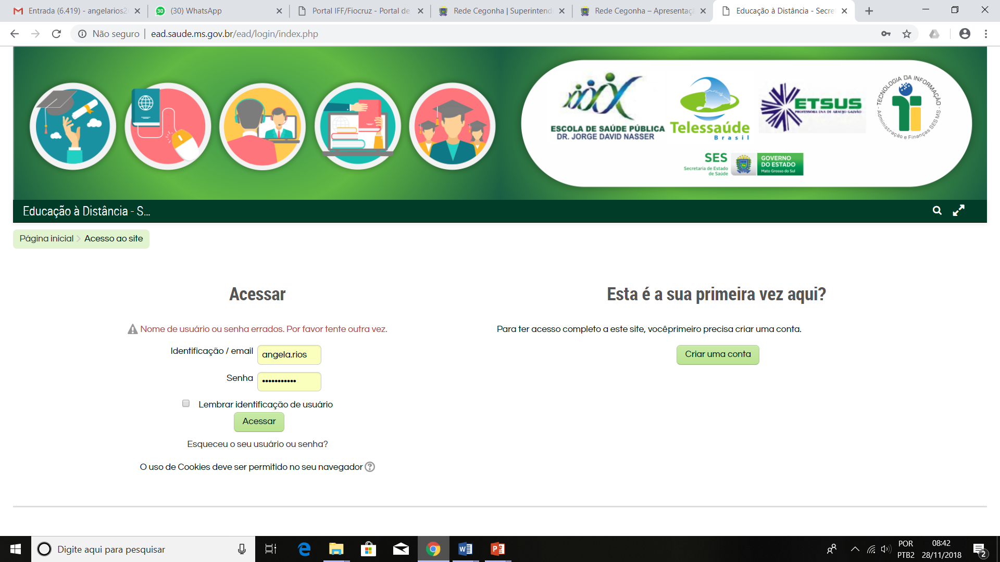 Entrada (6.419) - angelarios2
(30) WhatsApp
Portal IFF/Fiocruz - Portal de
Rede Cegonha | Superintend
Rede Cegonha – Apresentaçã
Educação à Distância - Secre
Não seguro
ead.saude.ms.gov.br/ead/login/index.php
ESCOLA DE SAÚDE PÚBLICA
DR. JORGE DAVID NASSER
Telessaúde
Brasil
ETSUS
PROFESSORA ENA DE ARAUJO GALVÃO
TECNOLOGIA DA INFORMAÇÃO
Administração e Finanças SES MS
SES
Secretaria de Estado
de Saúde
GOVERNO
DO ESTADO
Mato Grosso do Sul
Educação à Distância - S...
Página inicial
Acesso ao site
Acessar
Esta é a sua primeira vez aqui?
Nome de usuário ou senha errados. Por favor tente outra vez.
Para ter acesso completo a este site, vocêprimeiro precisa criar uma conta.
Identificação / email
angela.rios
Criar uma conta
Senha
•••••••••••
Lembrar identificação de usuário
Acessar
Esqueceu o seu usuário ou senha?
O uso de Cookies deve ser permitido no seu navegador
Digite aqui para pesquisar
POR
PTB2
08:42
28/11/2018
2